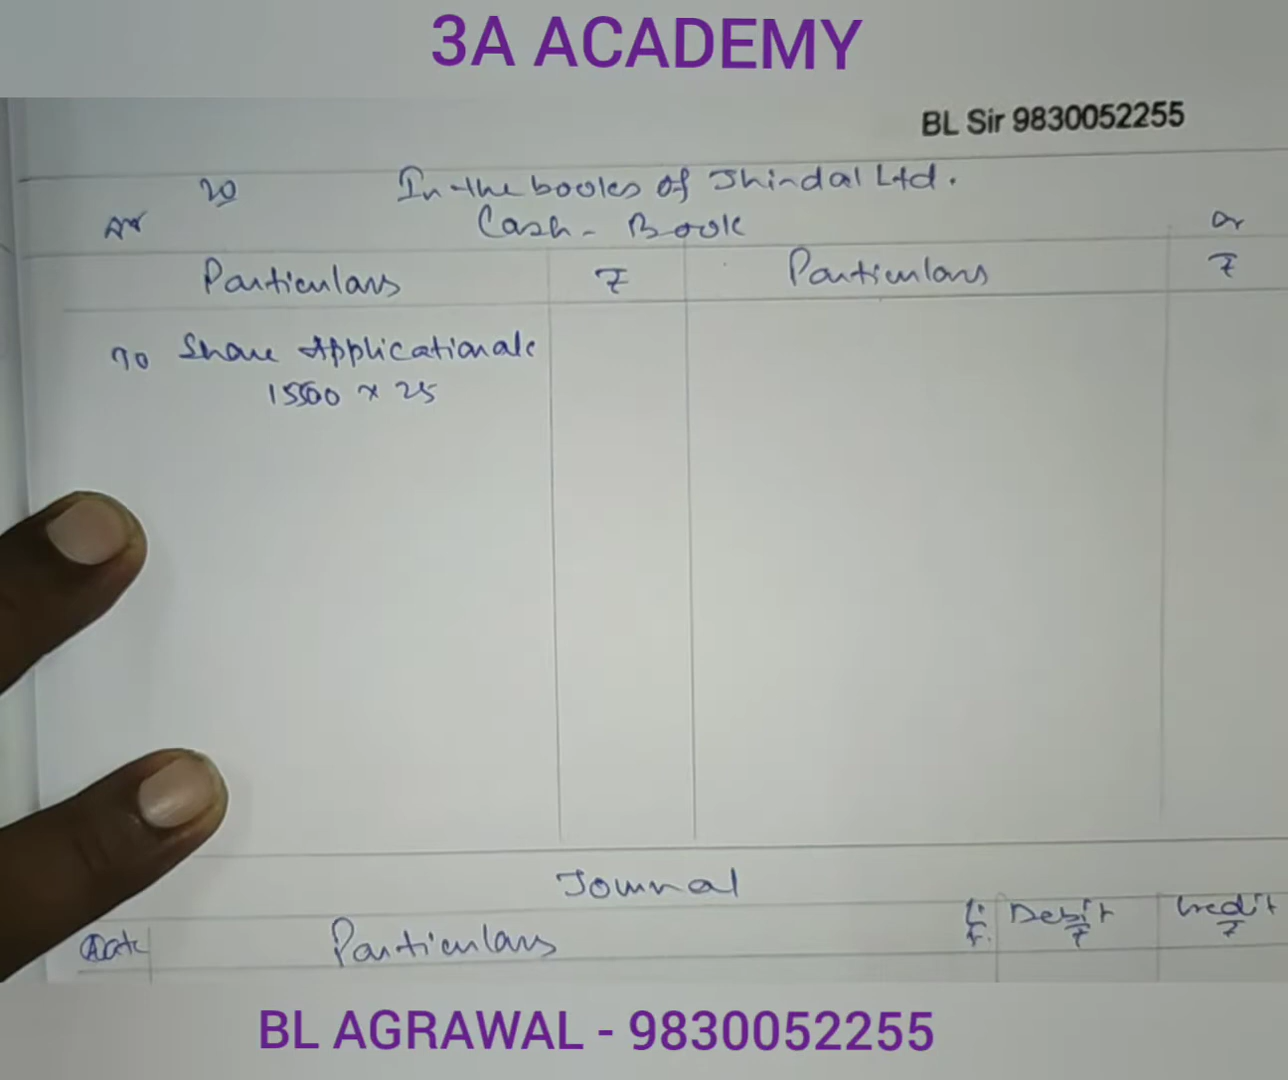 3A ACADEMY
BL Sir 9830052255
20 In the books of Jhindal Ltd.
Dr Cash - Book Cr
Particulars ₹ Particulars ₹
To Share Application a/c
15500 × 25
Journal
Date Particulars L.F. Debit ₹ Credit ₹
BL AGRAWAL - 9830052255